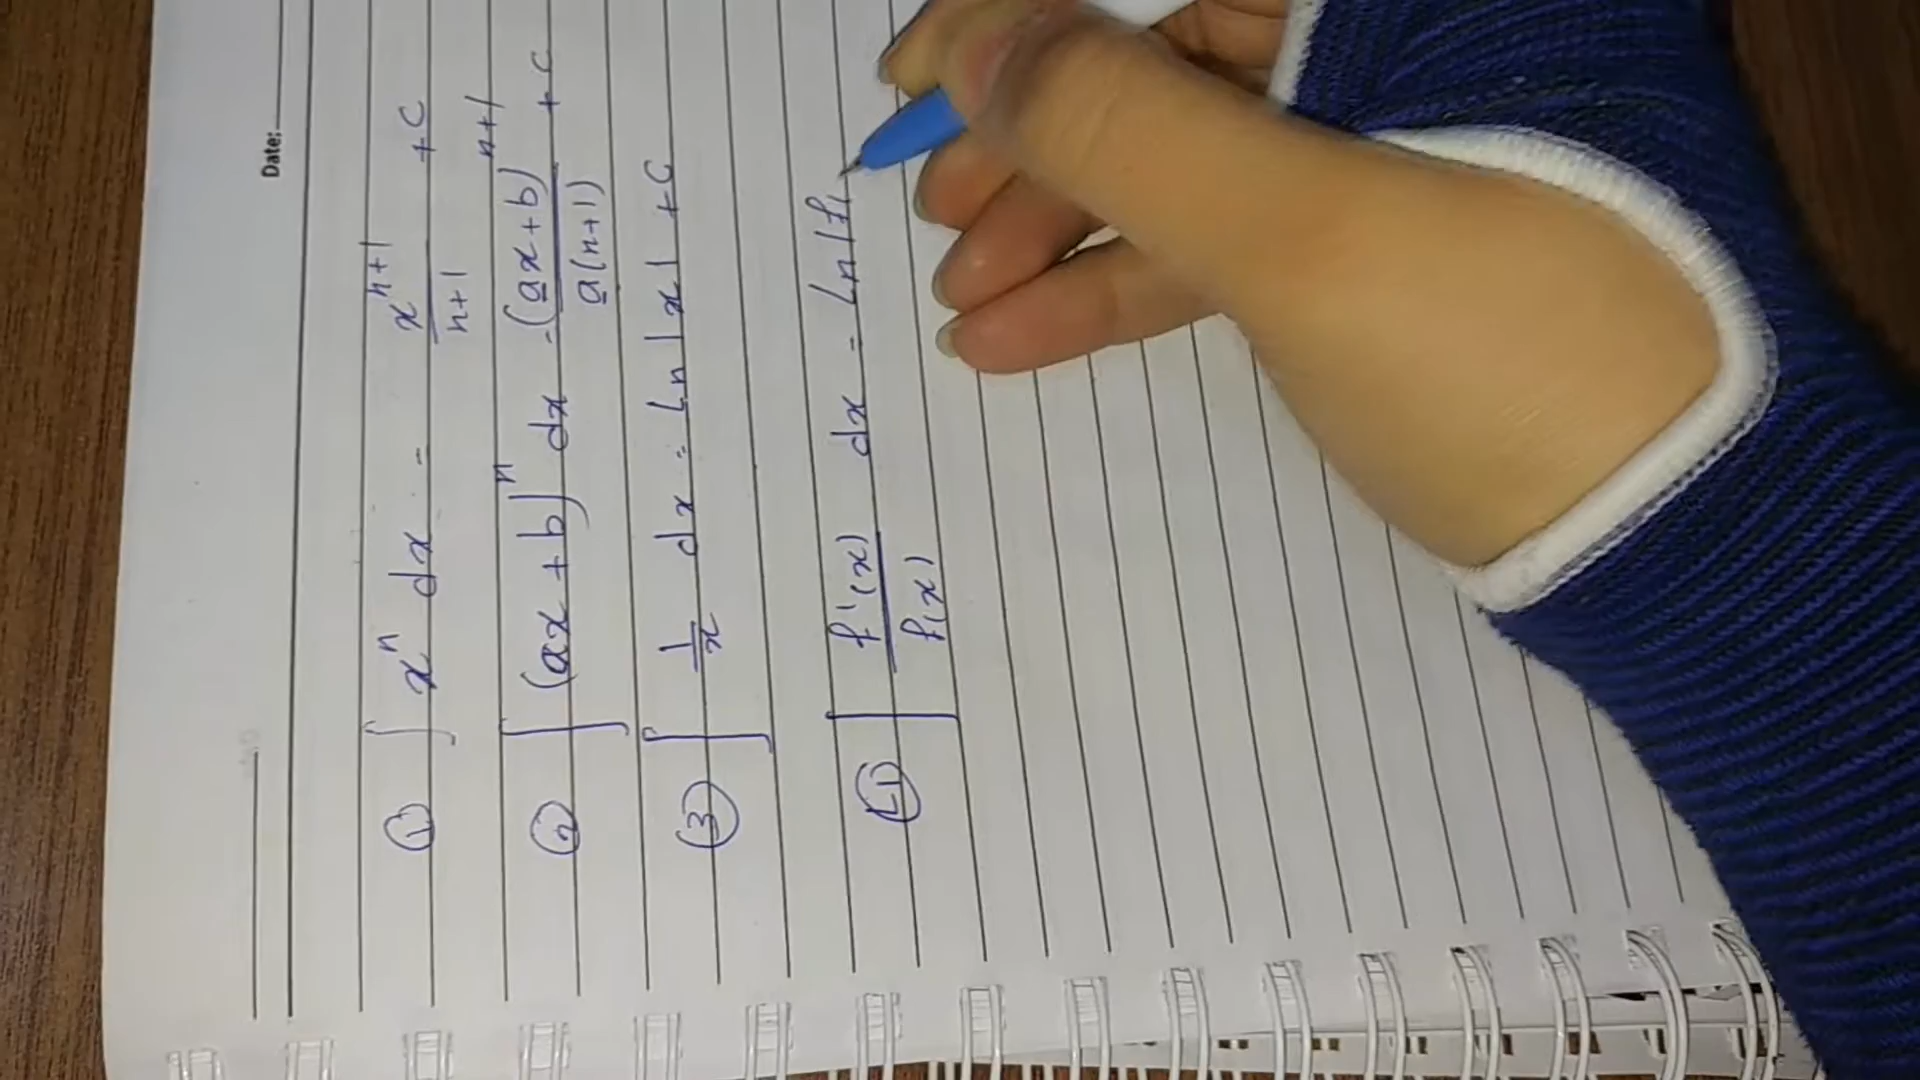 Date:
① ∫ xⁿ dx = xⁿ⁺¹/n+1 + c
② ∫ (ax+b)ⁿ dx = (ax+b)ⁿ⁺¹/a(n+1) + c
③ ∫ 1/x dx = Ln|x| + c
∫ f'(x)/f(x) dx = Ln|f(